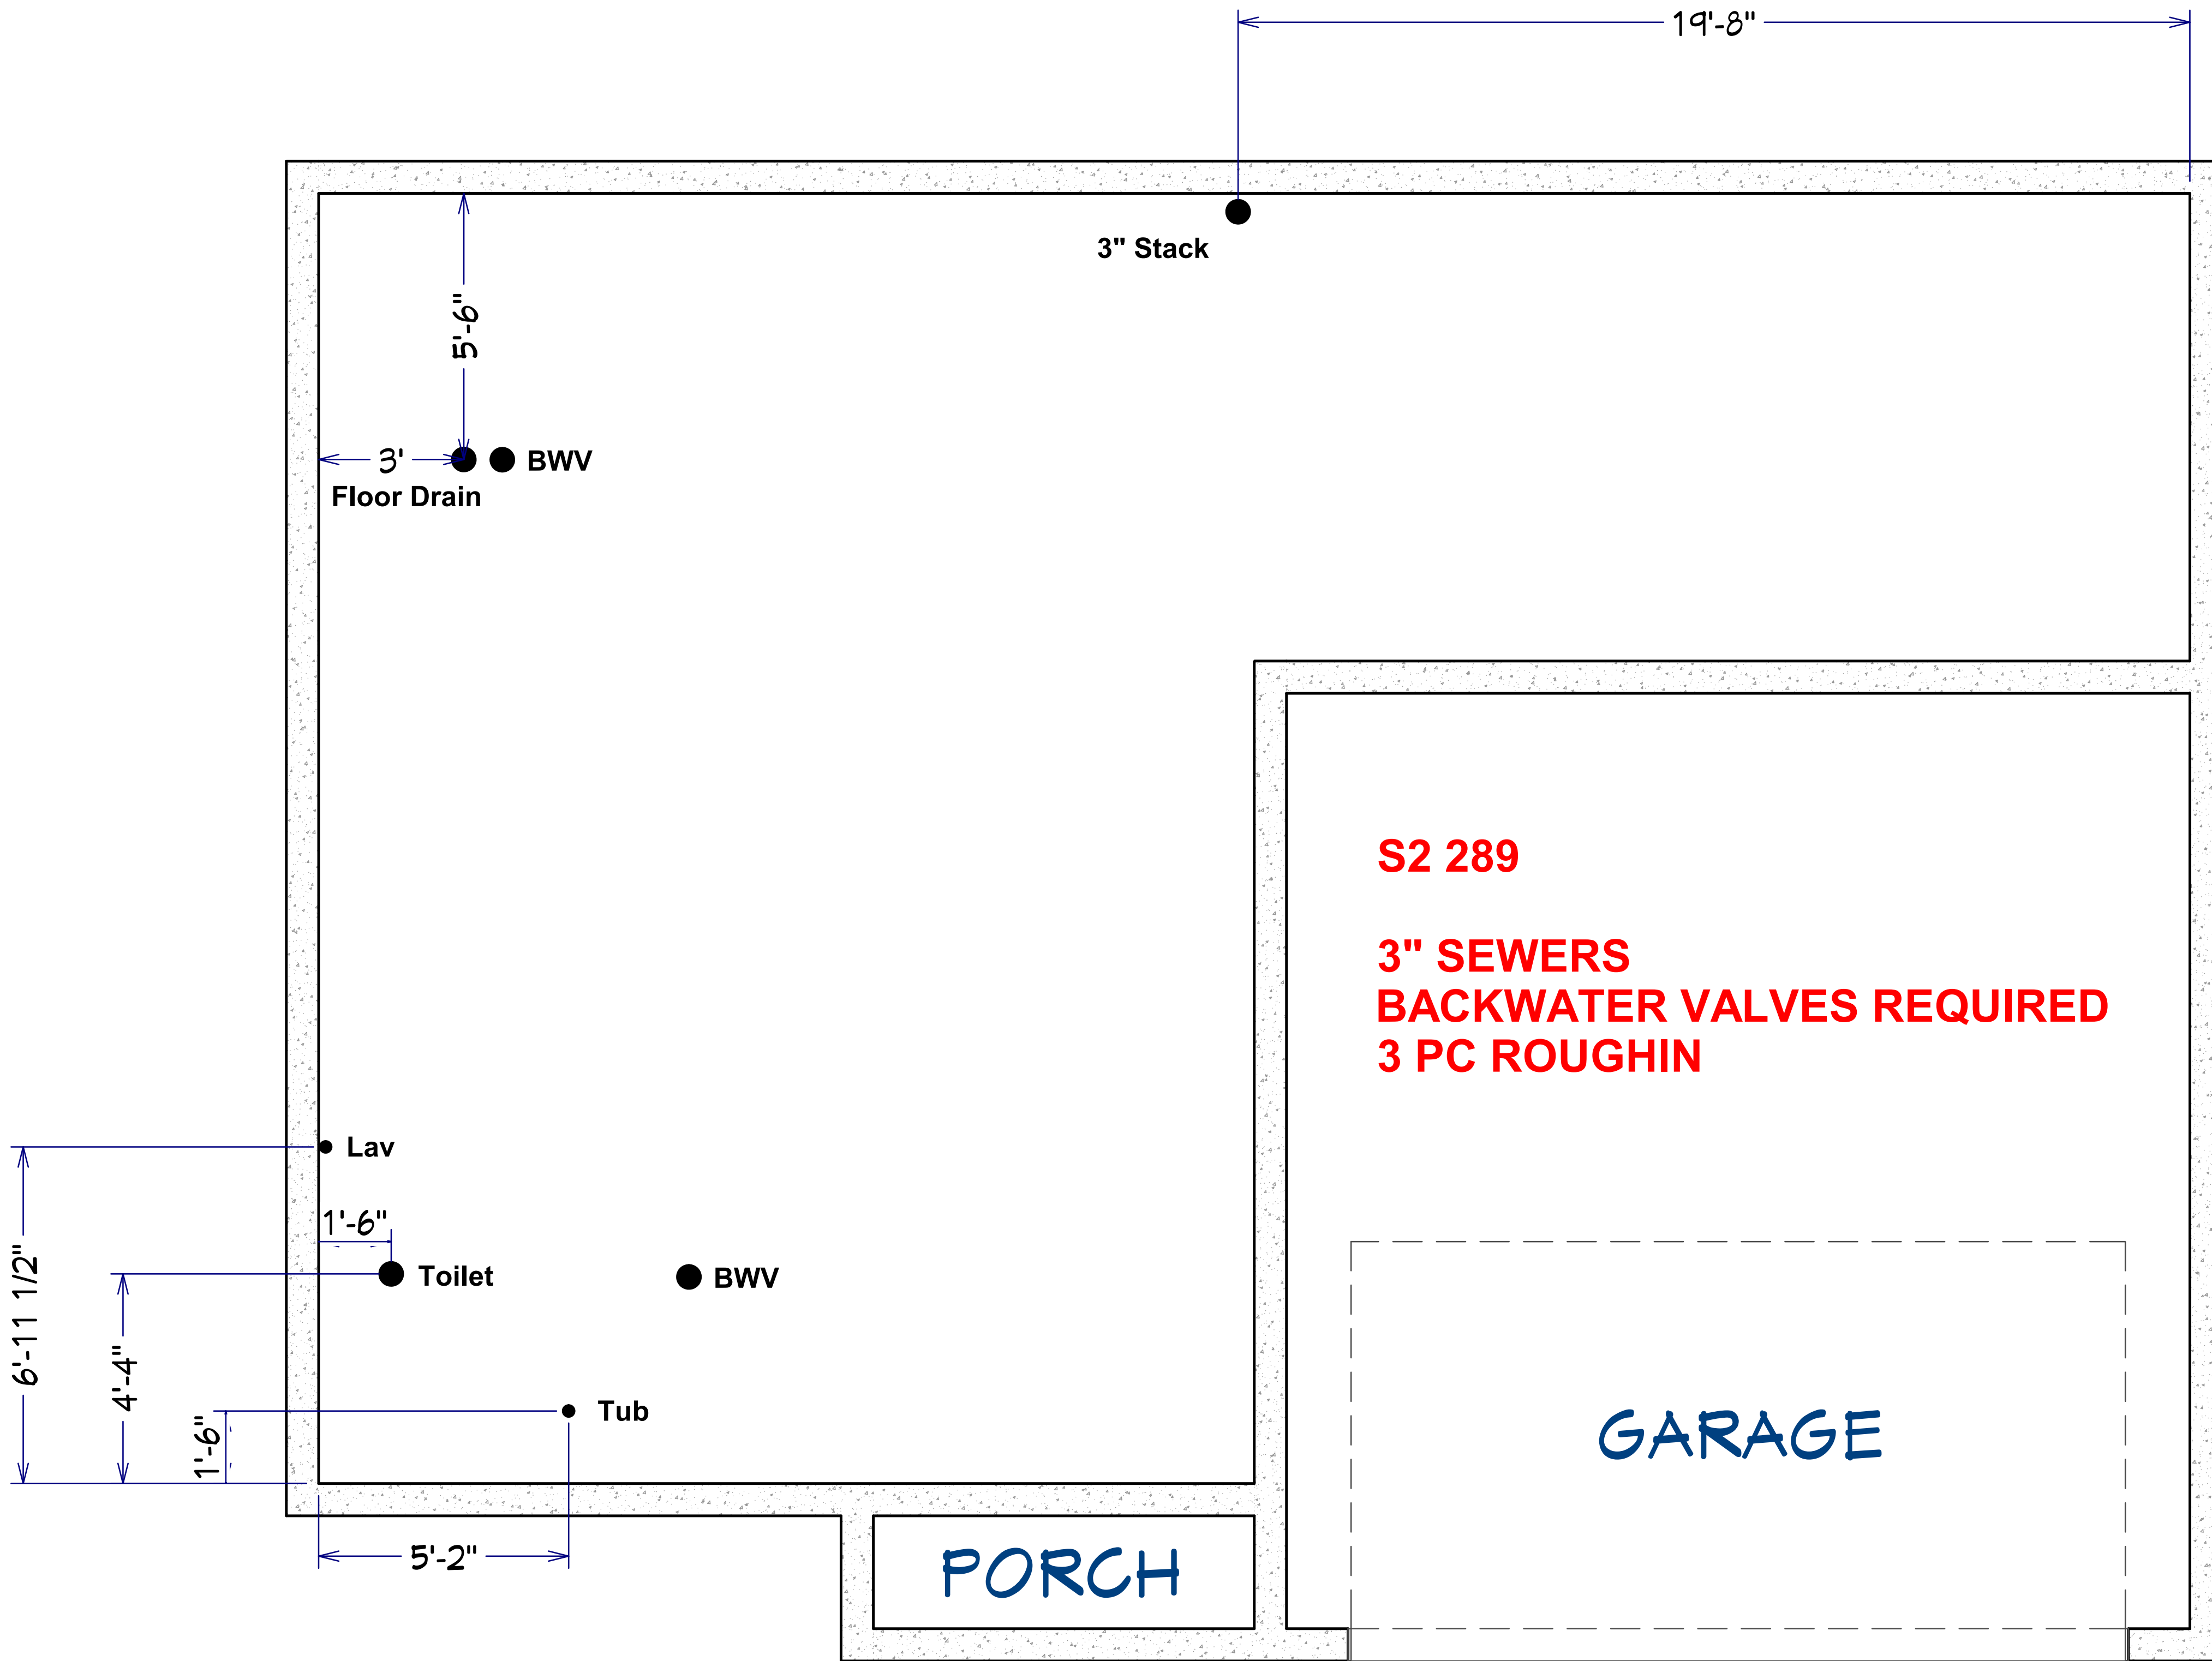 19'-8"
3" Stack
5'-6"
3'
BWV
Floor Drain
S2 289
3" SEWERS
BACKWATER VALVES REQUIRED
3 PC ROUGHIN
Lav
1'-6"
6'-11 1/2"
Toilet
BWV
4'-4"
1'-6"
Tub
GARAGE
5'-2"
PORCH